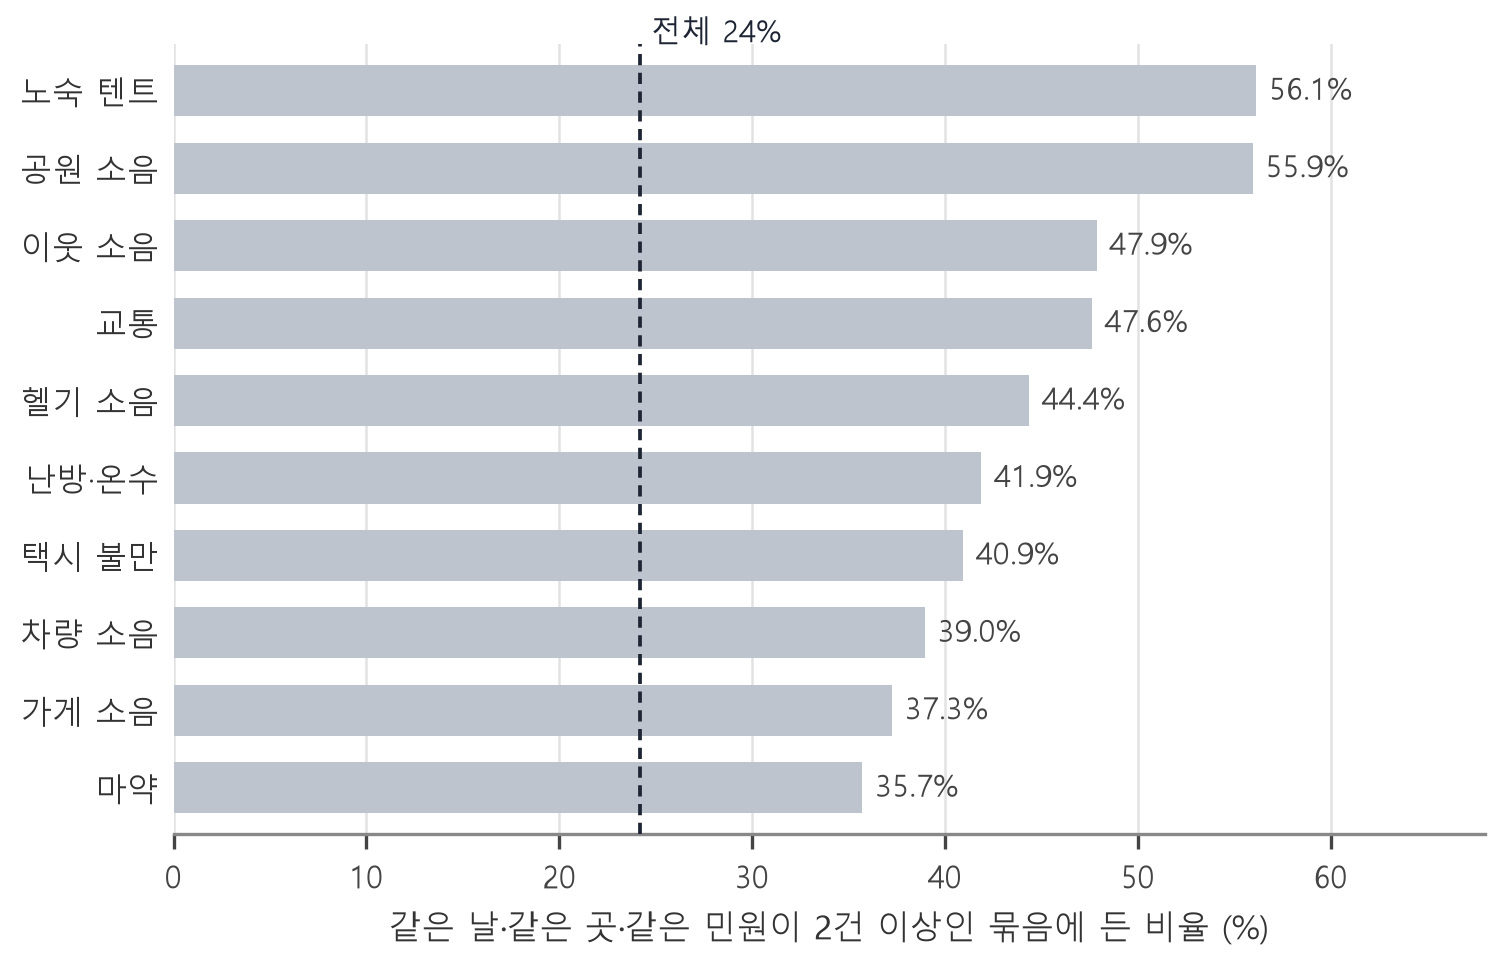 전체 24%
노숙 텐트 56.1%
공원 소음 55.9%
이웃 소음 47.9%
교통 47.6%
헬기 소음 44.4%
난방·온수 41.9%
택시 불만 40.9%
차량 소음 39.0%
가게 소음 37.3%
마약 35.7%
0 10 20 30 40 50 60
같은 날·같은 곳·같은 민원이 2건 이상인 묶음에 든 비율 (%)